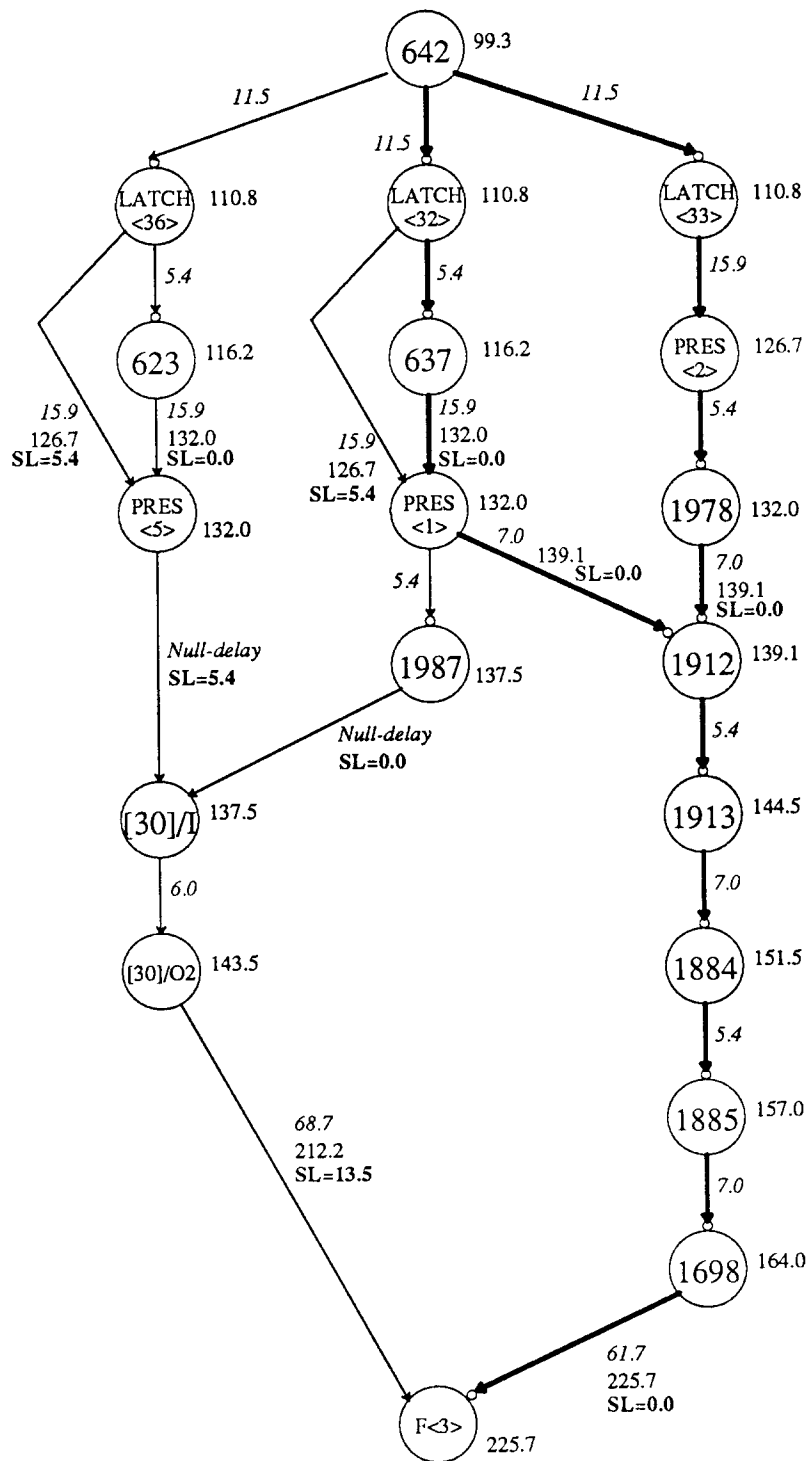 642 99.3
11.5 11.5 11.5
LATCH <36> 110.8
LATCH <32> 110.8
LATCH <33> 110.8
5.4 5.4 15.9
623 116.2
637 116.2
PRES <2> 126.7
15.9
126.7
SL=5.4
15.9
132.0
SL=0.0
15.9
126.7
SL=5.4
15.9
132.0
SL=0.0
5.4
PRES <5> 132.0
PRES <1> 132.0
1978 132.0
7.0
139.1
SL=0.0
7.0
139.1
SL=0.0
5.4
Null-delay
SL=5.4
1987 137.5
1912 139.1
Null-delay
SL=0.0
5.4
[30]/I 137.5
1913 144.5
6.0
7.0
[30]/O2 143.5
1884 151.5
5.4
68.7
212.2
SL=13.5
1885 157.0
7.0
1698 164.0
61.7
225.7
SL=0.0
F<3> 225.7